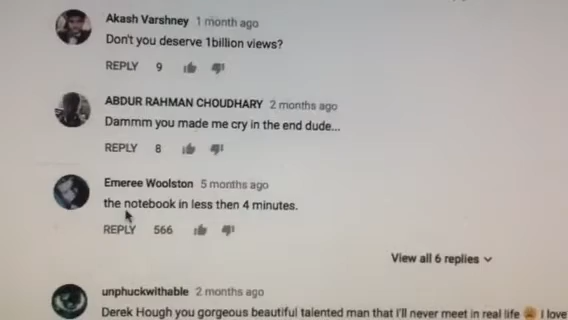 Akash Varshney 1 month ago
Don't you deserve 1billion views?
REPLY 9
ABDUR RAHMAN CHOUDHARY 2 months ago
Dammm you made me cry in the end dude...
REPLY 8
Emeree Woolston 5 months ago
the notebook in less then 4 minutes.
REPLY 566
View all 6 replies
unphuckwithable 2 months ago
Derek Hough you gorgeous beautiful talented man that I'll never meet in real life 😩 I love